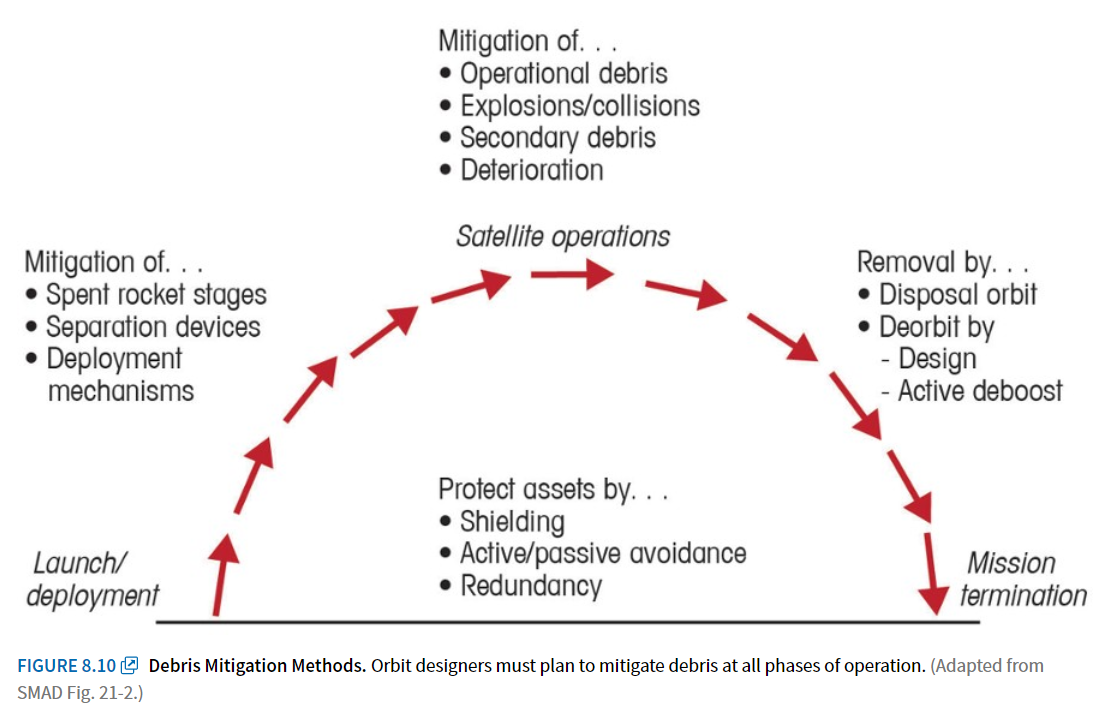 Mitigation of. . .
• Operational debris
• Explosions/collisions
• Secondary debris
• Deterioration
Satellite operations
Mitigation of. . .
• Spent rocket stages
• Separation devices
• Deployment
mechanisms
Removal by. . .
• Disposal orbit
• Deorbit by
- Design
- Active deboost
Protect assets by. . .
• Shielding
• Active/passive avoidance
• Redundancy
Launch/
deployment
Mission
termination
FIGURE 8.10 Debris Mitigation Methods. Orbit designers must plan to mitigate debris at all phases of operation. (Adapted from
SMAD Fig. 21-2.)